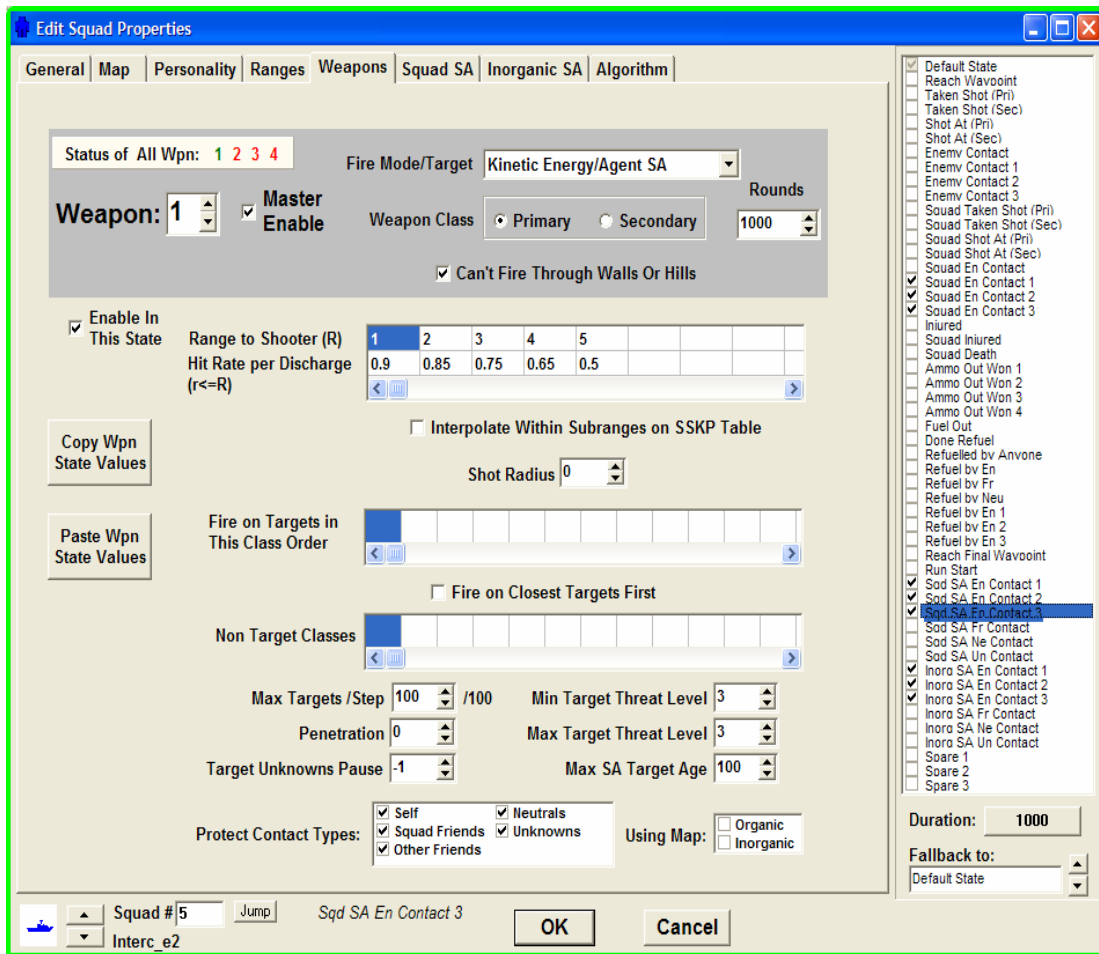 Edit Squad Properties
General Map Personality Ranges Weapons Squad SA Inorganic SA Algorithm
Status of All Wpn: 1 2 3 4
Fire Mode/Target Kinetic Energy/Agent SA
Weapon: 1 Master Enable
Weapon Class Primary Secondary
Rounds
1000
Can't Fire Through Walls Or Hills
Enable In
This State
Range to Shooter (R) 1 2 3 4 5
Hit Rate per Discharge 0.9 0.85 0.75 0.65 0.5
(r<=R)
Interpolate Within Subranges on SSKP Table
Copy Wpn
State Values
Shot Radius 0
Paste Wpn
State Values
Fire on Targets in
This Class Order
Fire on Closest Targets First
Non Target Classes
Max Targets /Step 100 /100 Min Target Threat Level 3
Penetration 0 Max Target Threat Level 3
Target Unknowns Pause -1 Max SA Target Age 100
Protect Contact Types:
Self Neutrals
Squad Friends Unknowns
Other Friends
Using Map:
Organic
Inorganic
Default State
Reach Wavooint
Taken Shot (Pri)
Taken Shot (Sec)
Shot At (Pri)
Shot At (Sec)
Enemv Contact
Enemv Contact 1
Enemv Contact 2
Enemv Contact 3
Squad Taken Shot (Pri)
Squad Taken Shot (Sec)
Squad Shot At (Pri)
Squad Shot At (Sec)
Squad En Contact
Squad En Contact 1
Squad En Contact 2
Squad En Contact 3
Iniured
Squad Iniured
Squad Death
Ammo Out Won 1
Ammo Out Won 2
Ammo Out Won 3
Ammo Out Won 4
Fuel Out
Done Refuel
Refuelled bv Anvone
Refuel bv En
Refuel bv Fr
Refuel bv Neu
Refuel bv En 1
Refuel bv En 2
Refuel bv En 3
Reach Final Wavooint
Run Start
Sqd SA En Contact 1
Sqd SA En Contact 2
Sqd SA En Contact 3
Sqd SA Fr Contact
Sqd SA Ne Contact
Sqd SA Un Contact
Inorg SA En Contact 1
Inorg SA En Contact 2
Inorg SA En Contact 3
Inorg SA Fr Contact
Inorg SA Ne Contact
Inorg SA Un Contact
Spare 1
Spare 2
Spare 3
Duration: 1000
Fallback to:
Default State
Squad # 5 Jump Sqd SA En Contact 3 OK Cancel
Interc_e2